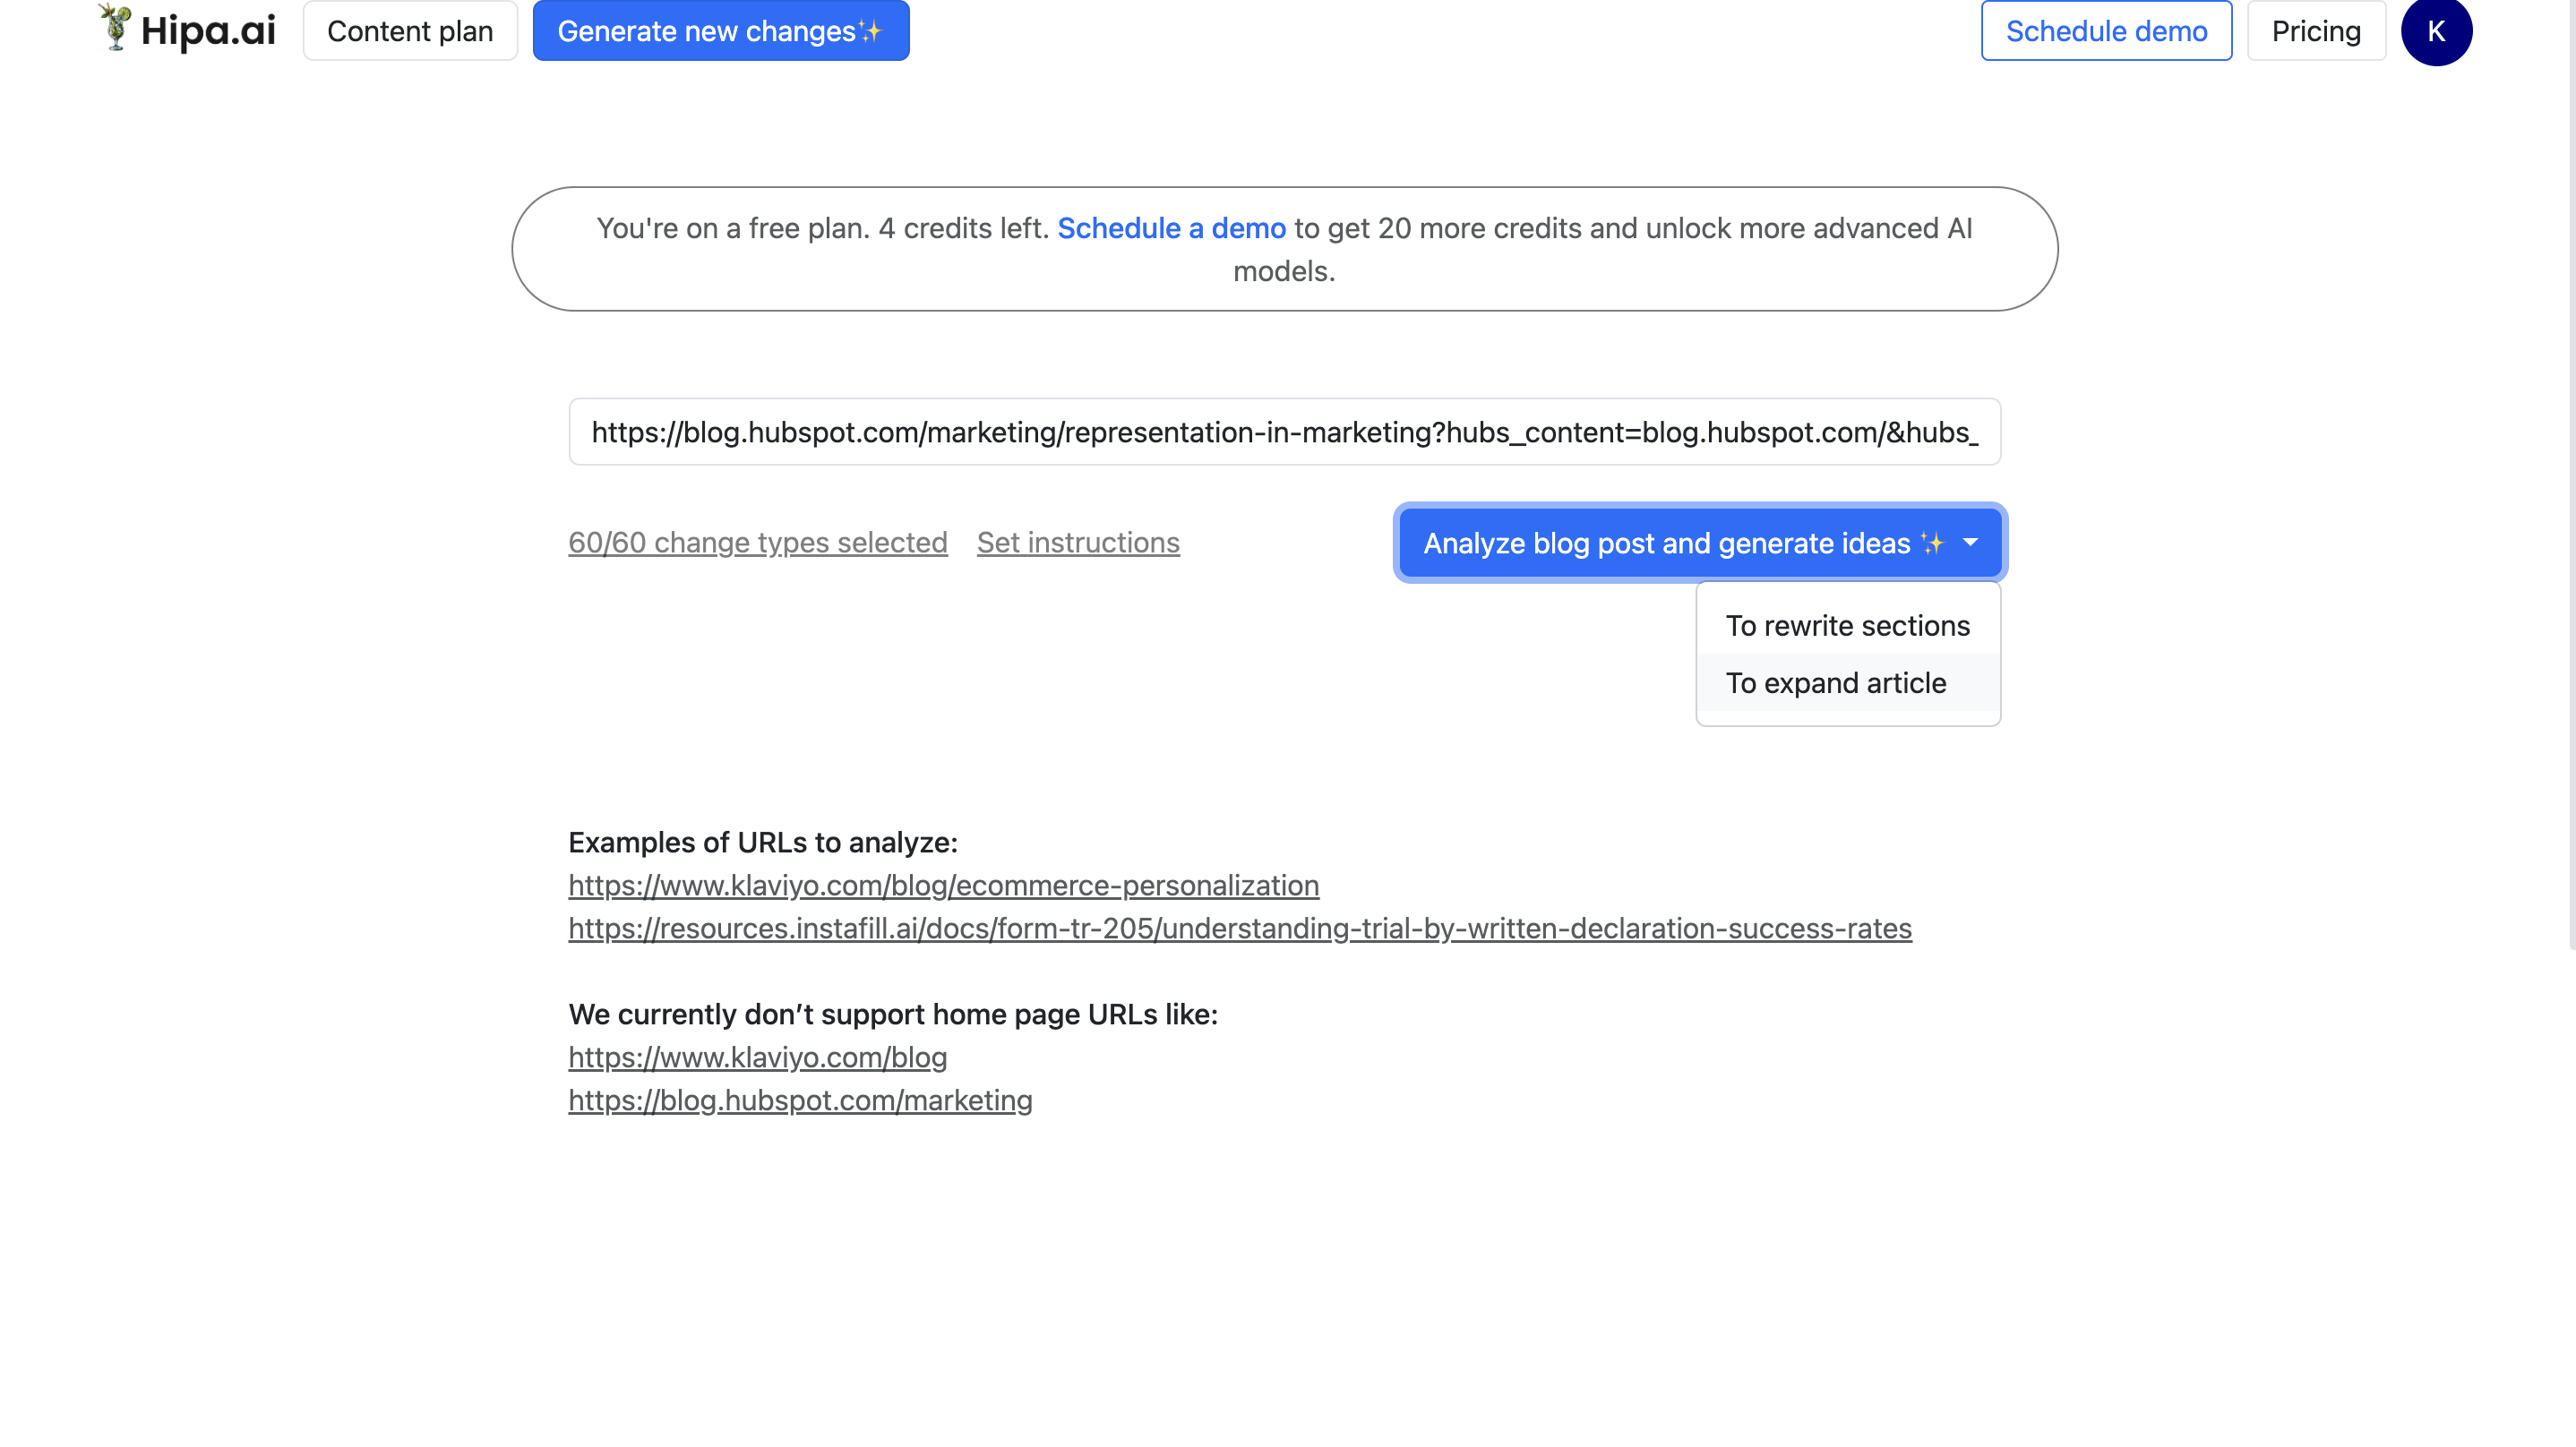 Hipa.ai
Content plan
Generate new changes✨
Schedule demo
Pricing
K
You're on a free plan. 4 credits left. Schedule a demo to get 20 more credits and unlock more advanced AI
models.
https://blog.hubspot.com/marketing/representation-in-marketing?hubs_content=blog.hubspot.com/&hubs_
60/60 change types selected
Set instructions
Analyze blog post and generate ideas ✨
To rewrite sections
To expand article
Examples of URLs to analyze:
https://www.klaviyo.com/blog/ecommerce-personalization
https://resources.instafill.ai/docs/form-tr-205/understanding-trial-by-written-declaration-success-rates
We currently don’t support home page URLs like:
https://www.klaviyo.com/blog
https://blog.hubspot.com/marketing